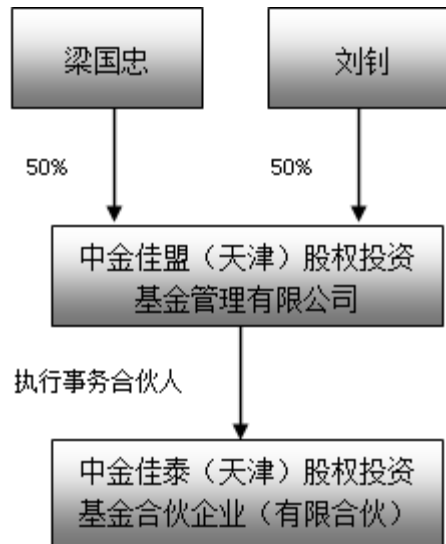 梁国忠
刘钊
50%
50%
中金佳盟（天津）股权投资
基金管理有限公司
执行事务合伙人
中金佳泰（天津）股权投资
基金合伙企业（有限合伙）